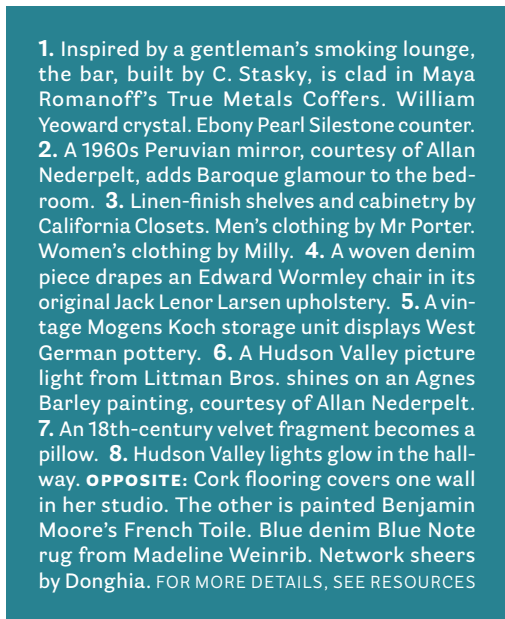 1. Inspired by a gentleman’s smoking lounge,
the bar, built by C. Stasky, is clad in Maya
Romanoff’s True Metals Coffers. William
Yeoward crystal. Ebony Pearl Silestone counter.
2. A 1960s Peruvian mirror, courtesy of Allan
Nederpelt, adds Baroque glamour to the bed-
room. 3. Linen-finish shelves and cabinetry by
California Closets. Men’s clothing by Mr Porter.
Women’s clothing by Milly. 4. A woven denim
piece drapes an Edward Wormley chair in its
original Jack Lenor Larsen upholstery. 5. A vin-
tage Mogens Koch storage unit displays West
German pottery. 6. A Hudson Valley picture
light from Littman Bros. shines on an Agnes
Barley painting, courtesy of Allan Nederpelt.
7. An 18th-century velvet fragment becomes a
pillow. 8. Hudson Valley lights glow in the hall-
way. OPPOSITE: Cork flooring covers one wall
in her studio. The other is painted Benjamin
Moore’s French Toile. Blue denim Blue Note
rug from Madeline Weinrib. Network sheers
by Donghia. FOR MORE DETAILS, SEE RESOURCES